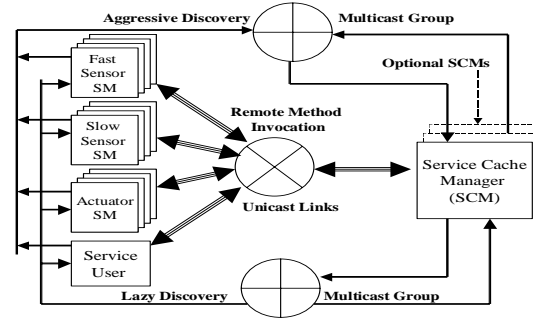 Aggressive Discovery Multicast Group
Fast
Sensor
SM
Optional SCMs
Slow
Sensor
SM
Remote Method
Invocation
Service Cache
Manager
(SCM)
Actuator
SM
Unicast Links
Service
User
Lazy Discovery Multicast Group